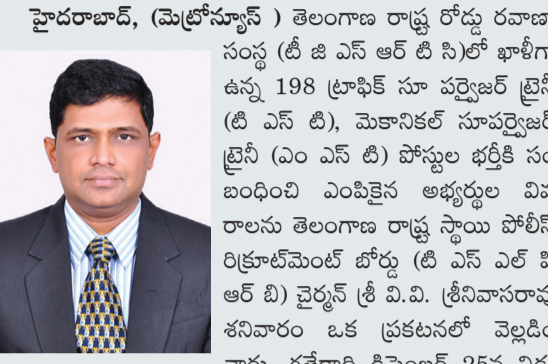 హైదరాబాద్, (మెట్రోన్యూస్ ) తెలంగాణ రాష్ట్ర రోడ్డు రవాణా
సంస్థ (టీ జి ఎస్ ఆర్ టి సి)లో ఖాళీగా
ఉన్న 198 ట్రాఫిక్ సూ పర్వైజర్ ట్రైనీ
(టి ఎస్ టి), మెకానికల్ సూపర్వైజర్
ట్రైనీ (ఎం ఎస్ టి) పోస్టుల భర్తీకి సం
బంధించి ఎంపికైన అభ్యర్థుల వివ
రాలను తెలంగాణ రాష్ట్ర స్థాయి పోలీస్
రిక్రూట్‌మెంట్ బోర్డు (టి ఎస్ ఎల్ పి
ఆర్ బి) చైర్మన్ శ్రీ వి.వి. శ్రీనివాసరావు
శనివారం ఒక ప్రకటనలో వెల్లడిం